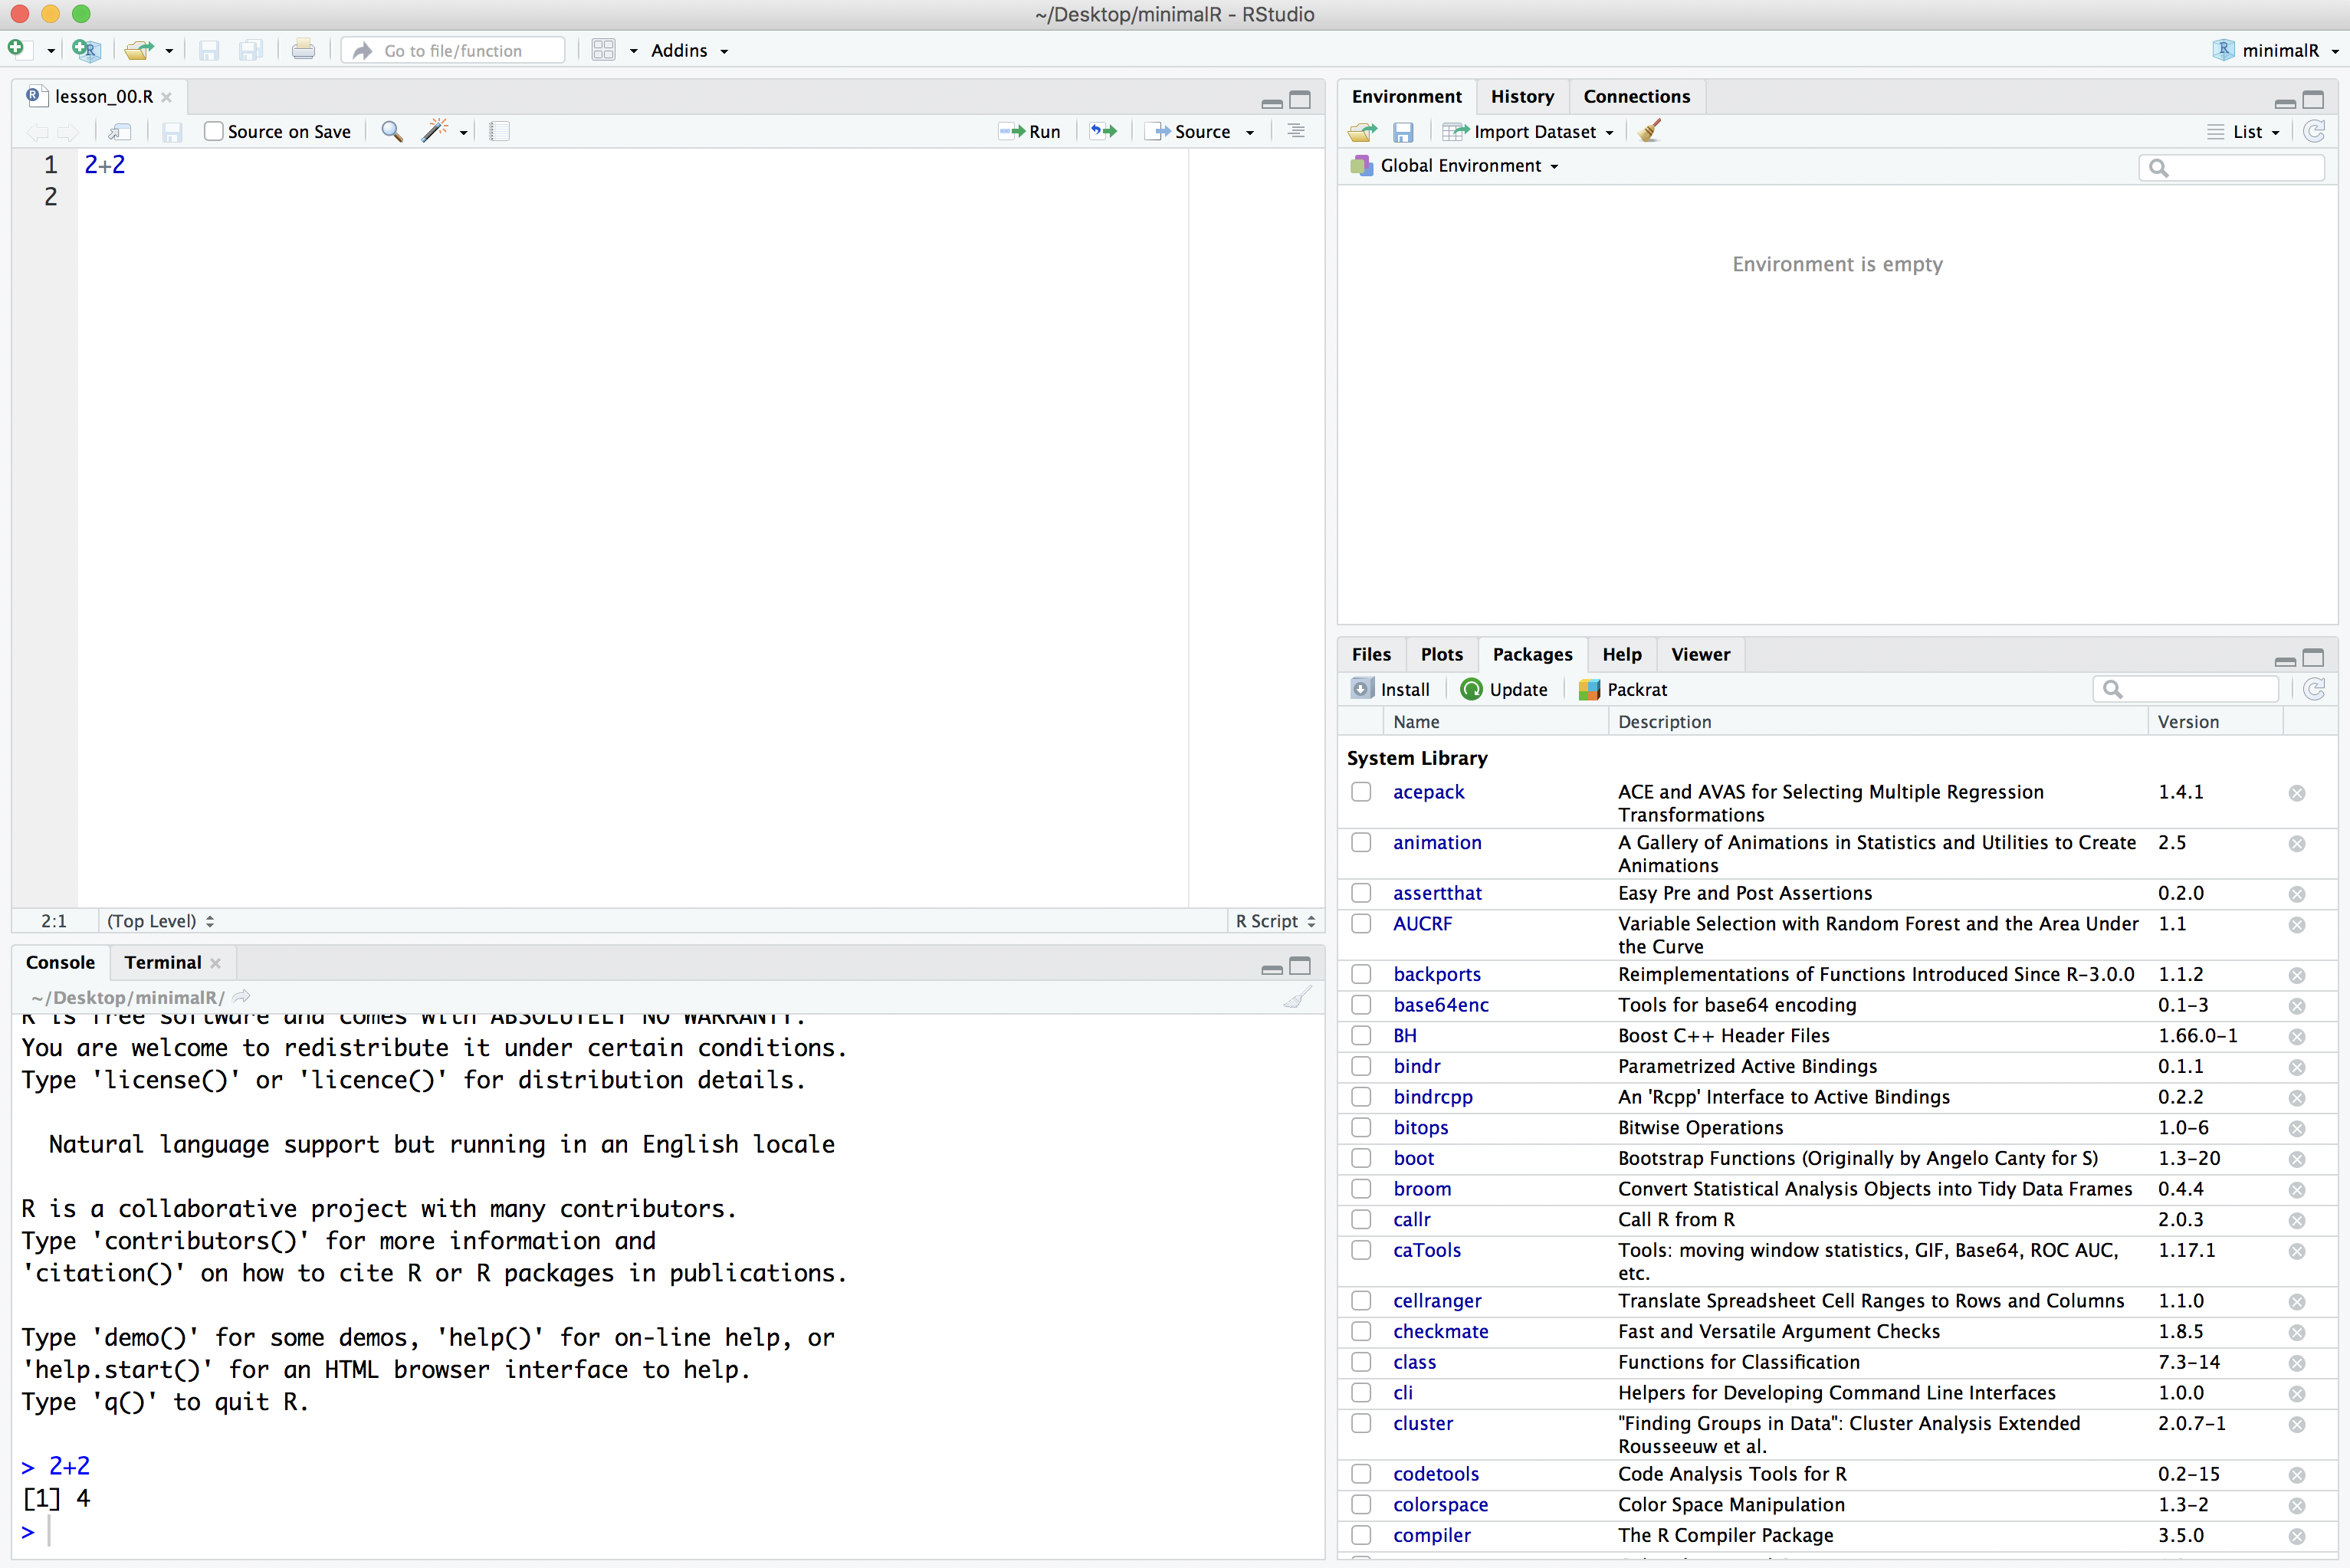 ~/Desktop/minimalR - RStudio
Go to file/function
Addins
minimalR
lesson_00.R
Source on Save
Run
Source
1 2+2
2
2:1 (Top Level)
R Script
Console Terminal
~/Desktop/minimalR/
R is free software and comes with ABSOLUTELY NO WARRANTY.
You are welcome to redistribute it under certain conditions.
Type 'license()' or 'licence()' for distribution details.
Natural language support but running in an English locale
R is a collaborative project with many contributors.
Type 'contributors()' for more information and
'citation()' on how to cite R or R packages in publications.
Type 'demo()' for some demos, 'help()' for on-line help, or
'help.start()' for an HTML browser interface to help.
Type 'q()' to quit R.
> 2+2
[1] 4
>
Environment History Connections
Import Dataset
List
Global Environment
Environment is empty
Files Plots Packages Help Viewer
Install Update Packrat
Name Description Version
System Library
acepack ACE and AVAS for Selecting Multiple Regression 1.4.1
Transformations
animation A Gallery of Animations in Statistics and Utilities to Create 2.5
Animations
assertthat Easy Pre and Post Assertions 0.2.0
AUCRF Variable Selection with Random Forest and the Area Under 1.1
the Curve
backports Reimplementations of Functions Introduced Since R-3.0.0 1.1.2
base64enc Tools for base64 encoding 0.1-3
BH Boost C++ Header Files 1.66.0-1
bindr Parametrized Active Bindings 0.1.1
bindrcpp An 'Rcpp' Interface to Active Bindings 0.2.2
bitops Bitwise Operations 1.0-6
boot Bootstrap Functions (Originally by Angelo Canty for S) 1.3-20
broom Convert Statistical Analysis Objects into Tidy Data Frames 0.4.4
callr Call R from R 2.0.3
caTools Tools: moving window statistics, GIF, Base64, ROC AUC, 1.17.1
etc.
cellranger Translate Spreadsheet Cell Ranges to Rows and Columns 1.1.0
checkmate Fast and Versatile Argument Checks 1.8.5
class Functions for Classification 7.3-14
cli Helpers for Developing Command Line Interfaces 1.0.0
cluster "Finding Groups in Data": Cluster Analysis Extended 2.0.7-1
Rousseeuw et al.
codetools Code Analysis Tools for R 0.2-15
colorspace Color Space Manipulation 1.3-2
compiler The R Compiler Package 3.5.0